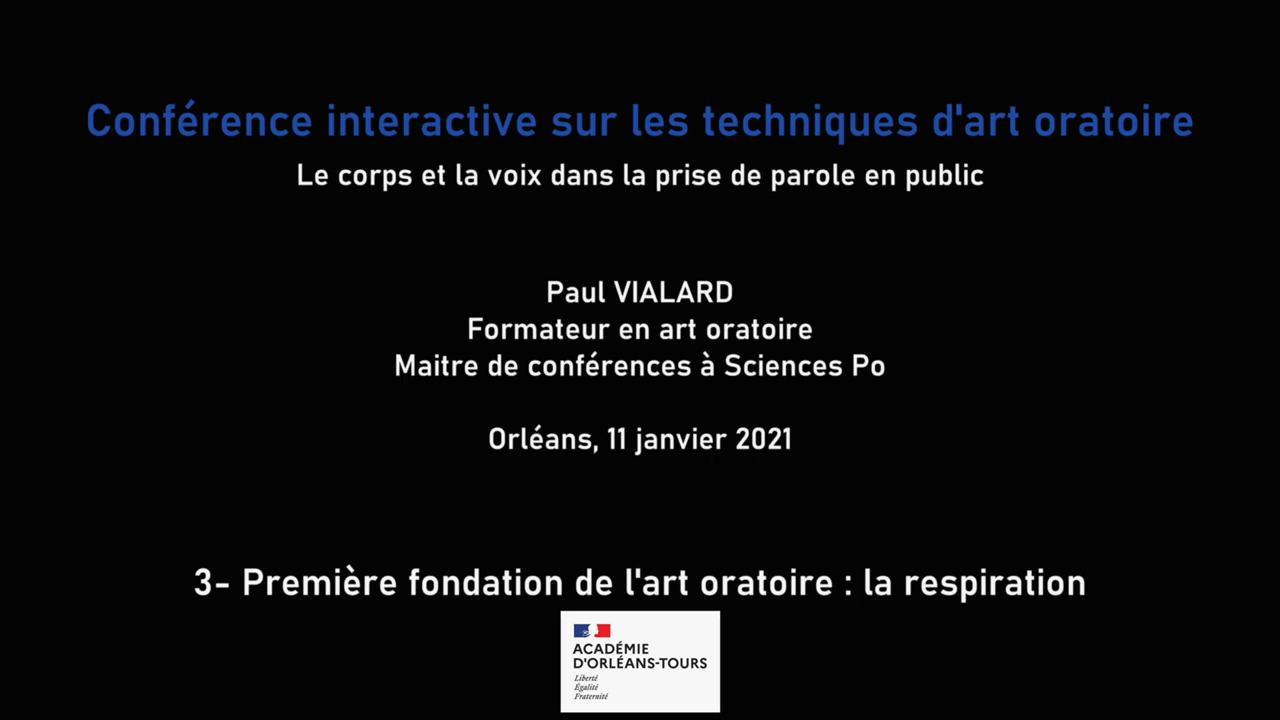 Conférence interactive sur les techniques d'art oratoire
Le corps et la voix dans la prise de parole en public
Paul VIALARD
Formateur en art oratoire
Maitre de conférences à Sciences Po
Orléans, 11 janvier 2021
3- Première fondation de l'art oratoire : la respiration
ACADÉMIE
D'ORLÉANS-TOURS
Liberté
Égalité
Fraternité